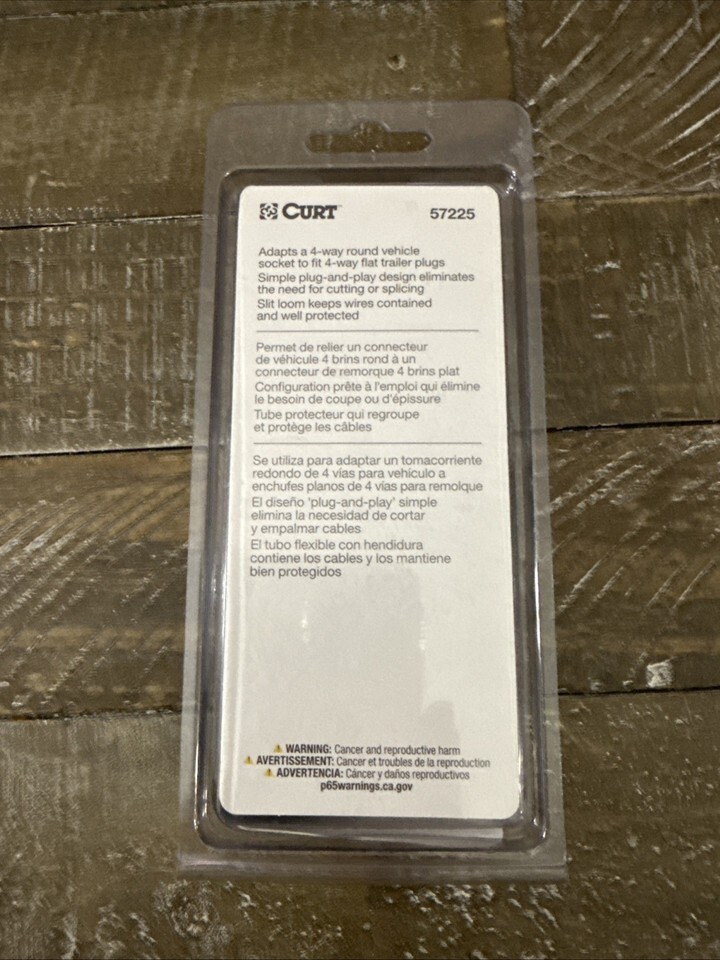 CURT™ 57225
Adapts a 4-way round vehicle
socket to fit 4-way flat trailer plugs
Simple plug-and-play design eliminates
the need for cutting or splicing
Slit loom keeps wires contained
and well protected
Permet de relier un connecteur
de véhicule 4 brins rond à un
connecteur de remorque 4 brins plat
Configuration prête à l'emploi qui élimine
le besoin de coupe ou d'épissure
Tube protecteur qui regroupe
et protège les câbles
Se utiliza para adaptar un tomacorriente
redondo de 4 vías para vehículo a
enchufes planos de 4 vías para remolque
El diseño 'plug-and-play' simple
elimina la necesidad de cortar
y empalmar cables
El tubo flexible con hendidura
contiene los cables y los mantiene
bien protegidos
⚠ WARNING: Cancer and reproductive harm
⚠ AVERTISSEMENT: Cancer et troubles de la reproduction
⚠ ADVERTENCIA: Cáncer y daños reproductivos
p65warnings.ca.gov